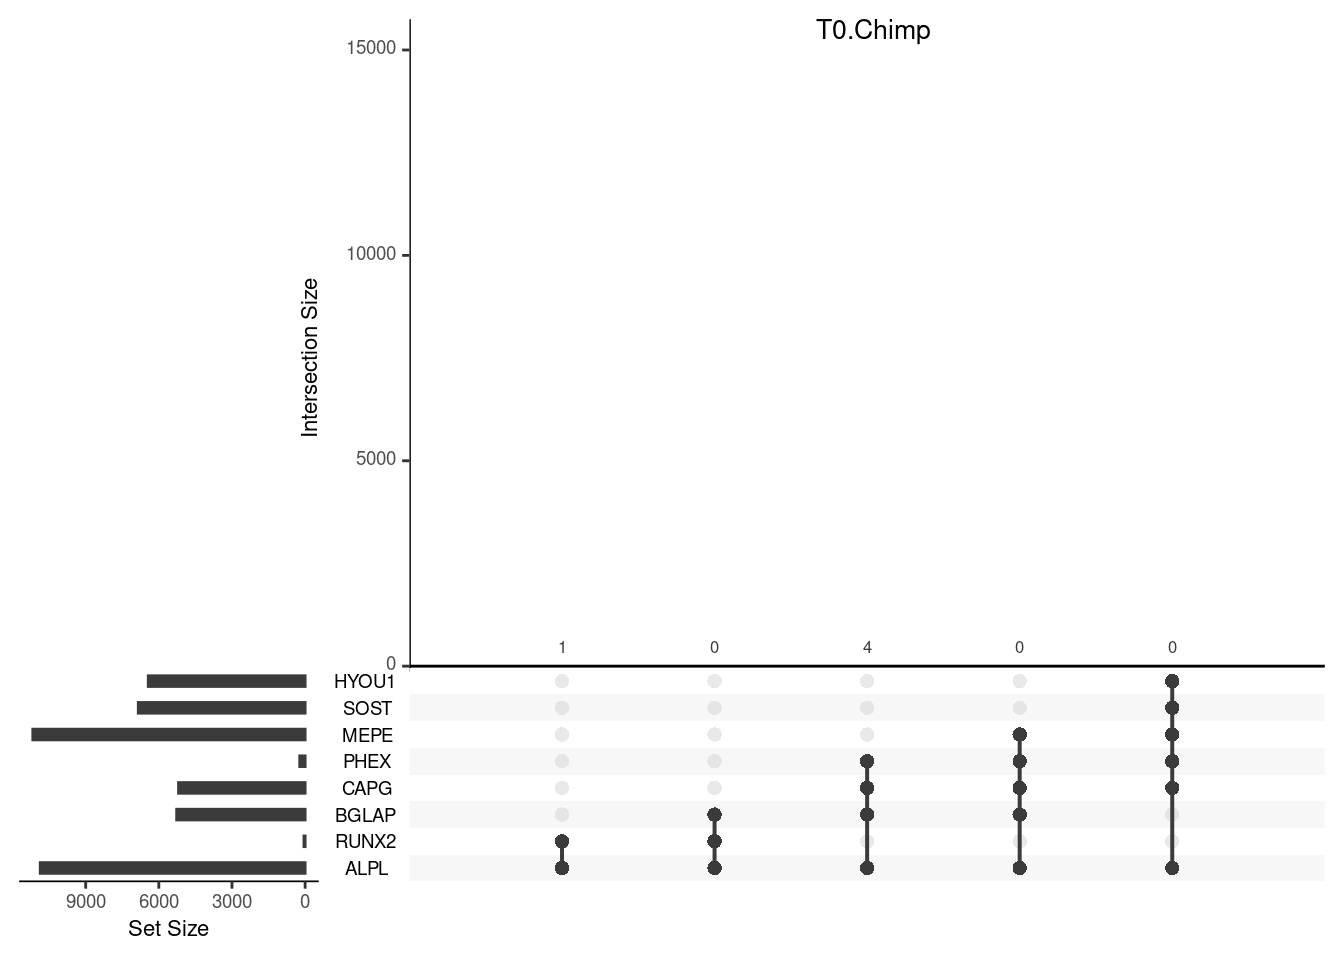 T0.Chimp
15000
10000
5000
0
Intersection Size
1 0 4 0 0
HYOU1
SOST
MEPE
PHEX
CAPG
BGLAP
RUNX2
ALPL
9000 6000 3000 0
Set Size